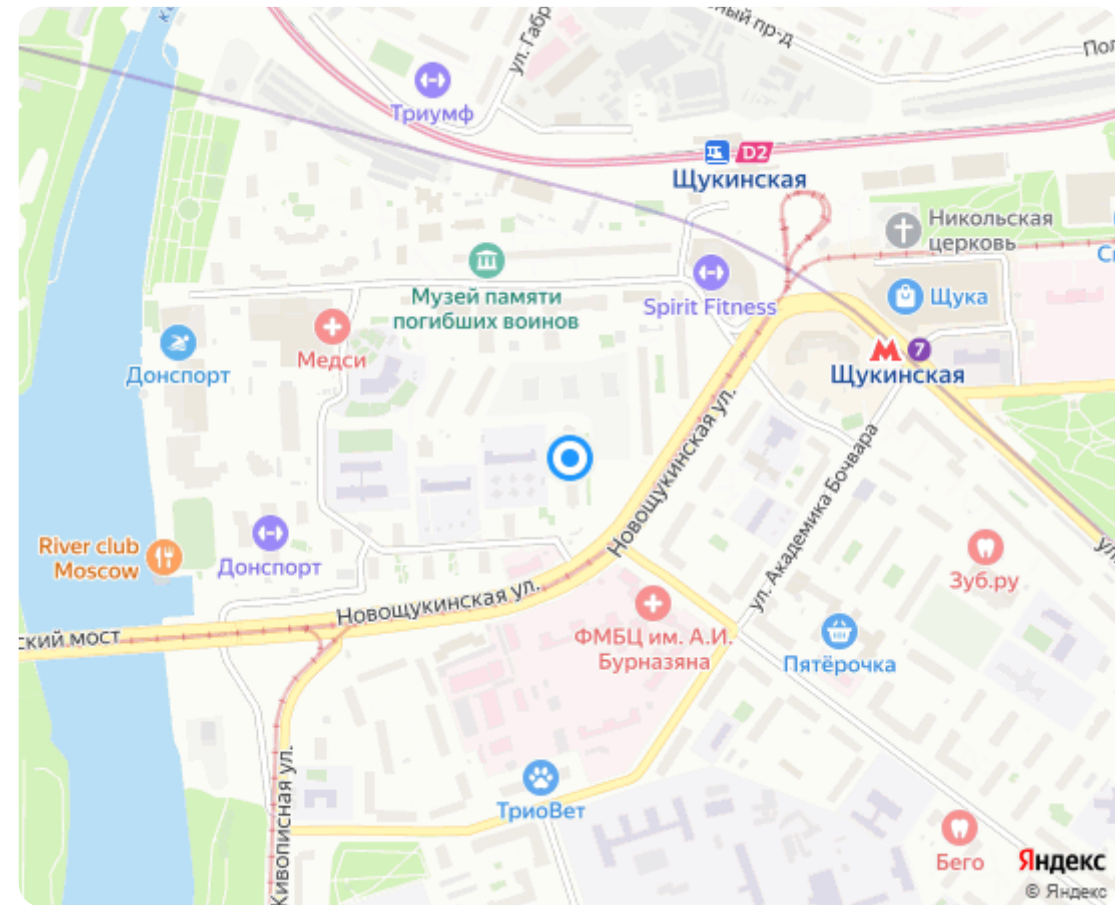 ный пр-д
ул. Габр
Пол
Триумф
D2
Щукинская
Никольская
церковь
Музей памяти
погибших воинов
Spirit Fitness
Щука
Медси
Донспорт
7
Щукинская
Новощукинская ул.
ул. Академика Бочвара
River club
Moscow
Донспорт
Зуб.ру
Новощукинская ул.
ский мост
ФМБЦ им. А.И.
Бурназяна
Пятёрочка
Живописная ул.
ТриоВет
Бего
Яндекс
© Яндекс